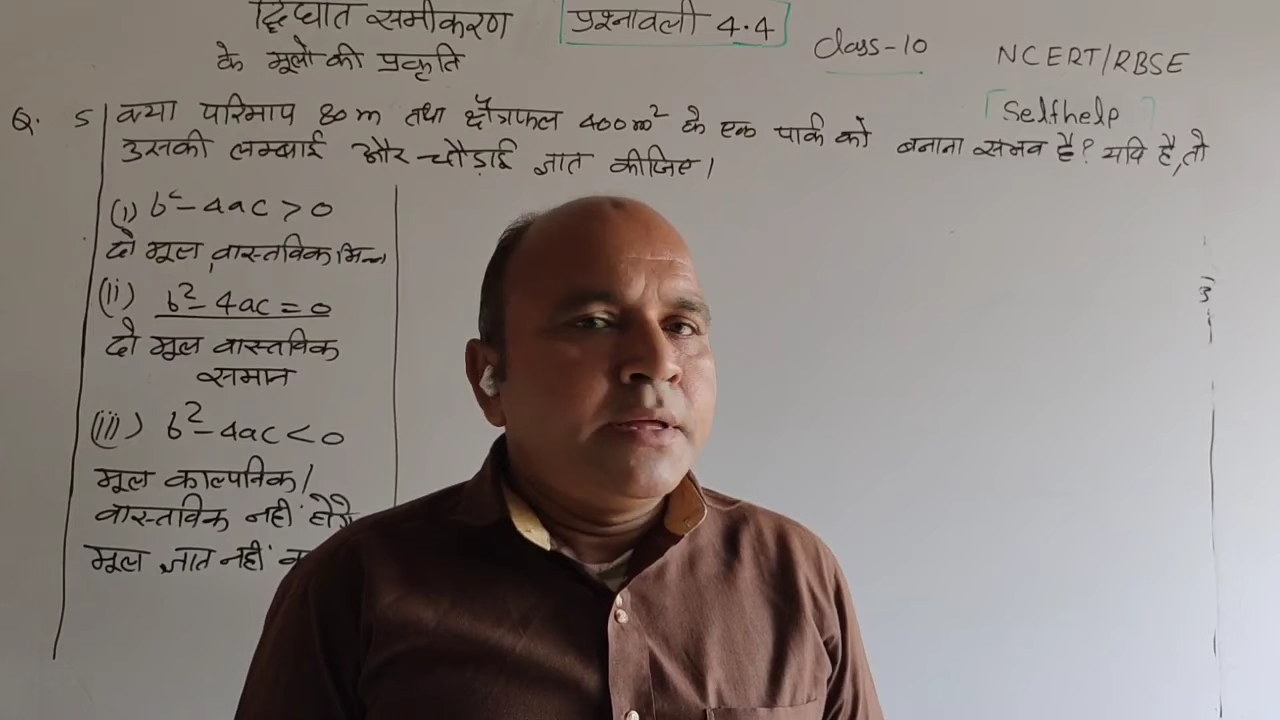 द्विघात समीकरण प्रश्नावली 4.4
के मूलो की प्रकृति
Class-10
NCERT/RBSE
Selfhelp
Q. 5 क्या परिमाप 80m तथा क्षेत्रफल 400m² के एक पार्क को बनाना संभव है? यदि है, तो
उसकी लम्बाई और चौड़ाई ज्ञात कीजिए।
(i) b²-4ac>0
दो मूल वास्तविक भिन्न
(ii) b²-4ac=0
दो मूल वास्तविक
समान
(iii) b²-4ac<0
मूल काल्पनिक/
वास्तविक नहीं होगे
मूल ज्ञात नहीं